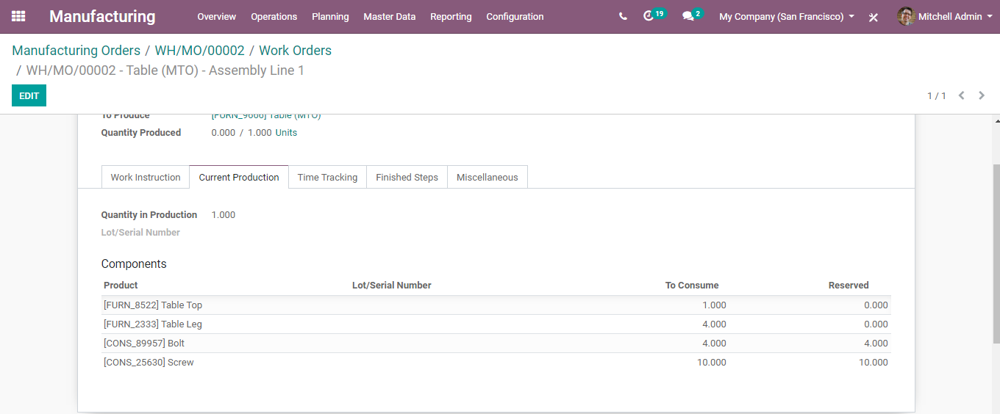 Manufacturing Overview Operations Planning Master Data Reporting Configuration 19 2 My Company (San Francisco) Mitchell Admin
Manufacturing Orders / WH/MO/00002 / Work Orders
/ WH/MO/00002 - Table (MTO) - Assembly Line 1
EDIT 1 / 1
To Produce [FURN_9666] Table (MTO)
Quantity Produced 0.000 / 1.000 Units
Work Instruction Current Production Time Tracking Finished Steps Miscellaneous
Quantity in Production 1.000
Lot/Serial Number
Components
Product Lot/Serial Number To Consume Reserved
[FURN_8522] Table Top 1.000 0.000
[FURN_2333] Table Leg 4.000 0.000
[CONS_89957] Bolt 4.000 4.000
[CONS_25630] Screw 10.000 10.000